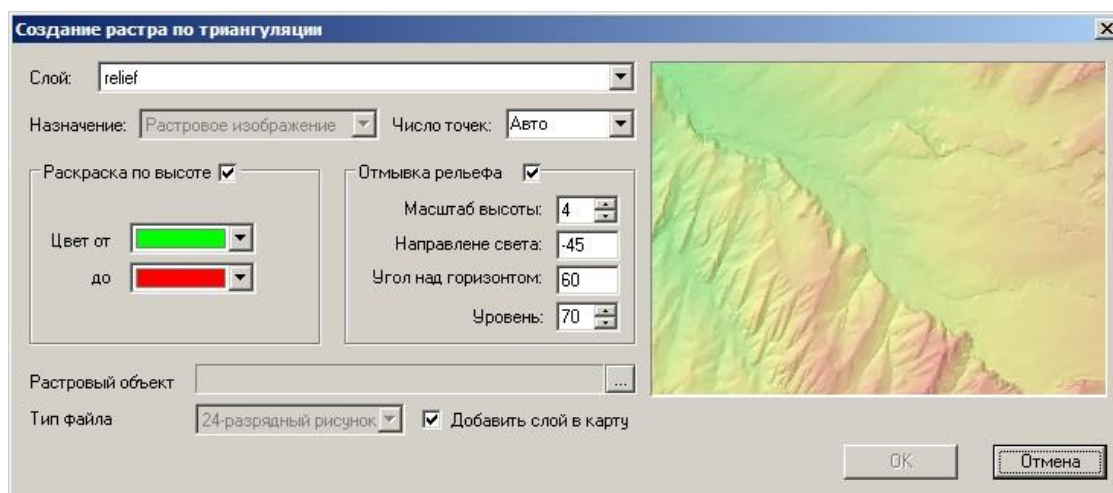 Создание растра по триангуляции
Слой: relief
Назначение: Растровое изображение Число точек: Авто
Раскраска по высоте Отмывка рельефа
Масштаб высоты: 4
Цвет от Направлене света: -45
до Угол над горизонтом: 60
Уровень: 70
Растровый объект ...
Тип файла 24-разрядный рисунок Добавить слой в карту
OK Отмена